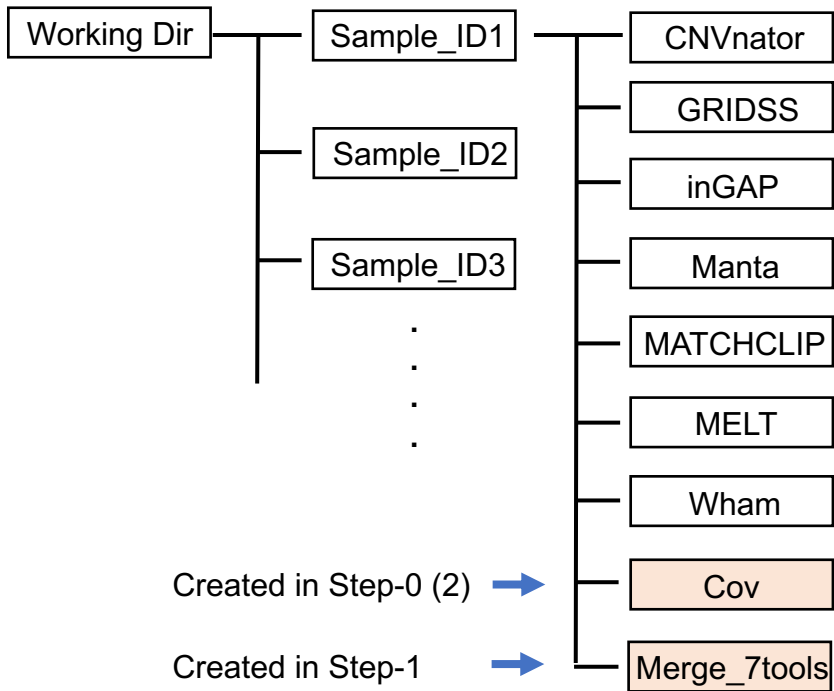 Working Dir
Sample_ID1
CNVnator
GRIDSS
Sample_ID2
inGAP
Sample_ID3
Manta
MATCHCLIP
MELT
Wham
Created in Step-0 (2)
Cov
Created in Step-1
Merge_7tools